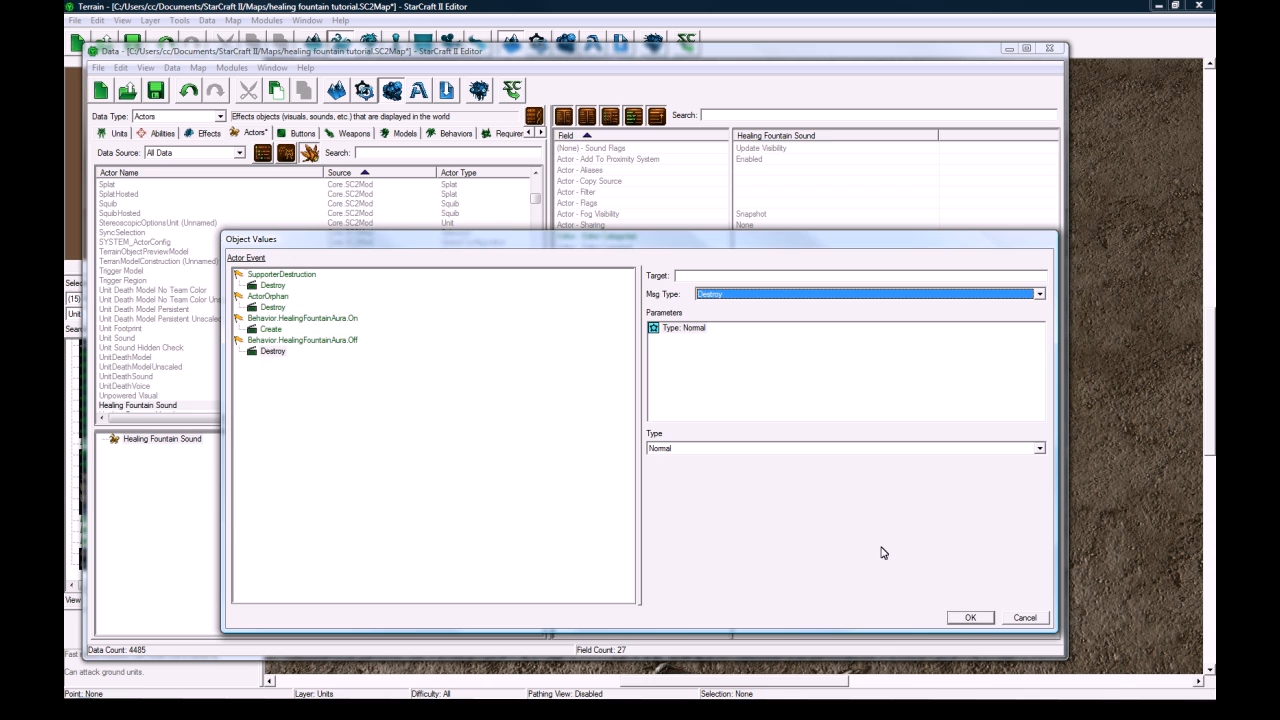 Terrain - [C:/Users/cc/Documents/StarCraft II/Maps/healing fountain tutorial.SC2Map*] - StarCraft II Editor
File Edit View Layer Tools Data Map Modules Window Help
Data - [C:/Users/cc/Documents/StarCraft II/Maps/healing fountain tutorial.SC2Map*] - StarCraft II Editor
File Edit View Data Map Modules Window Help
Data Type: Actors Effects objects (visuals, sounds, etc.) that are displayed in the world
Search:
Units Abilities Effects Actors* Buttons Weapons Models Behaviors Requirer
Data Source: All Data Search:
Field Healing Fountain Sound
(None) - Sound Flags Update Visibility
Actor - Add To Proximity System Enabled
Actor - Aliases
Actor - Copy Source
Actor - Filter
Actor - Flags
Actor - Fog Visibility Snapshot
Actor - Sharing None
Actor Name Source Actor Type
Splat Core.SC2Mod Splat
SplatHosted Core.SC2Mod Splat
Squib Core.SC2Mod Squib
SquibHosted Core.SC2Mod Squib
StereoscopicOptionsUnit (Unnamed) Core.SC2Mod Unit
SyncSelection
SYSTEM_ActorConfig
TerrainObjectPreviewModel
TerranModelConstruction (Unnamed)
Trigger Model
Trigger Region
Unit Death Model No Team Color
Unit Death Model No Team Color Uns
Unit Death Model Persistent
Unit Death Model Persistent Unscaled
Unit Footprint
Unit Sound
Unit Sound Hidden Check
UnitDeathModel
UnitDeathModelUnscaled
UnitDeathSound
UnitDeathVoice
Unpowered Visual
Healing Fountain Sound
Healing Fountain Sound
Object Values
Actor Event
SupporterDestruction
Destroy
ActorOrphan
Destroy
Behavior.HealingFountainAura.On
Create
Behavior.HealingFountainAura.Off
Destroy
Target:
Msg Type: Destroy
Parameters
Type: Normal
Type
Normal
OK Cancel
Data Count: 4485 Field Count: 27
Can attack ground units.
Point: None Layer: Units Difficulty: All Pathing View: Disabled Selection: None